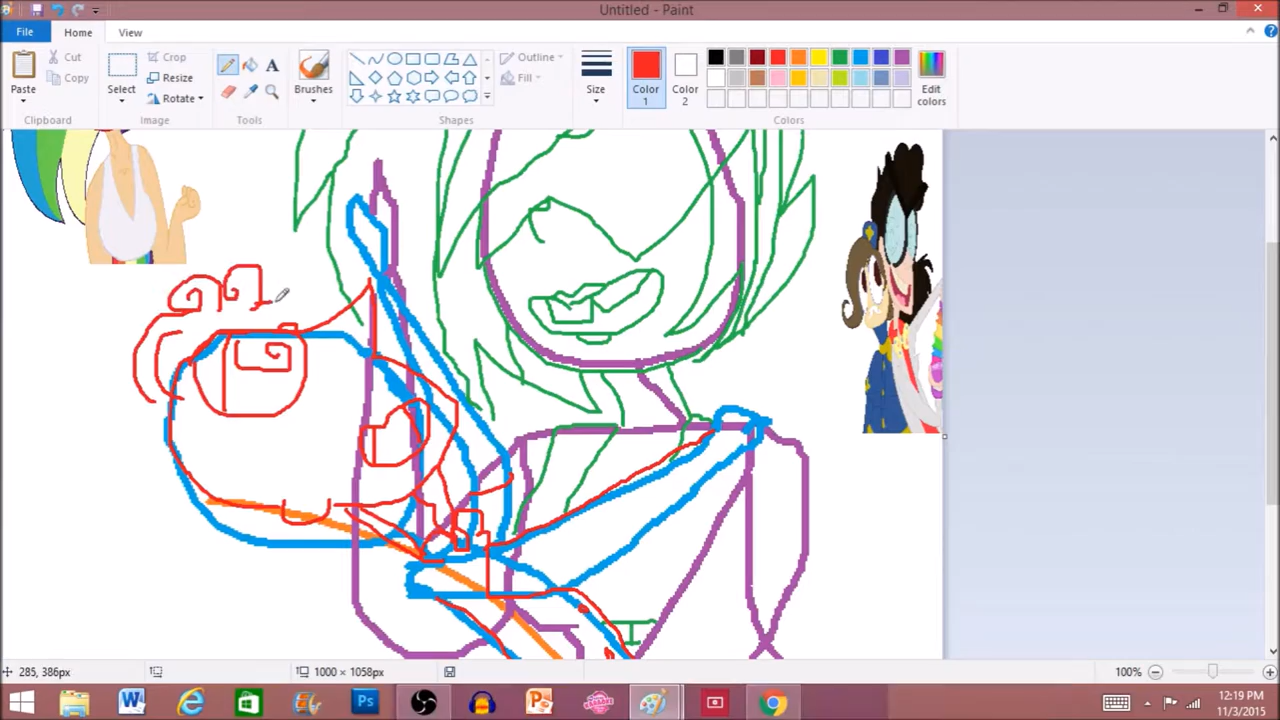 Untitled - Paint
File
Home
View
Paste
Cut
Copy
Clipboard
Select
Crop
Resize
Rotate
Image
A
Tools
Brushes
Outline
Fill
Shapes
Size
Color 1
Color 2
Edit colors
Colors
285, 386px
1000 × 1058px
100%
W
Ps
P
12:19 PM
11/3/2015